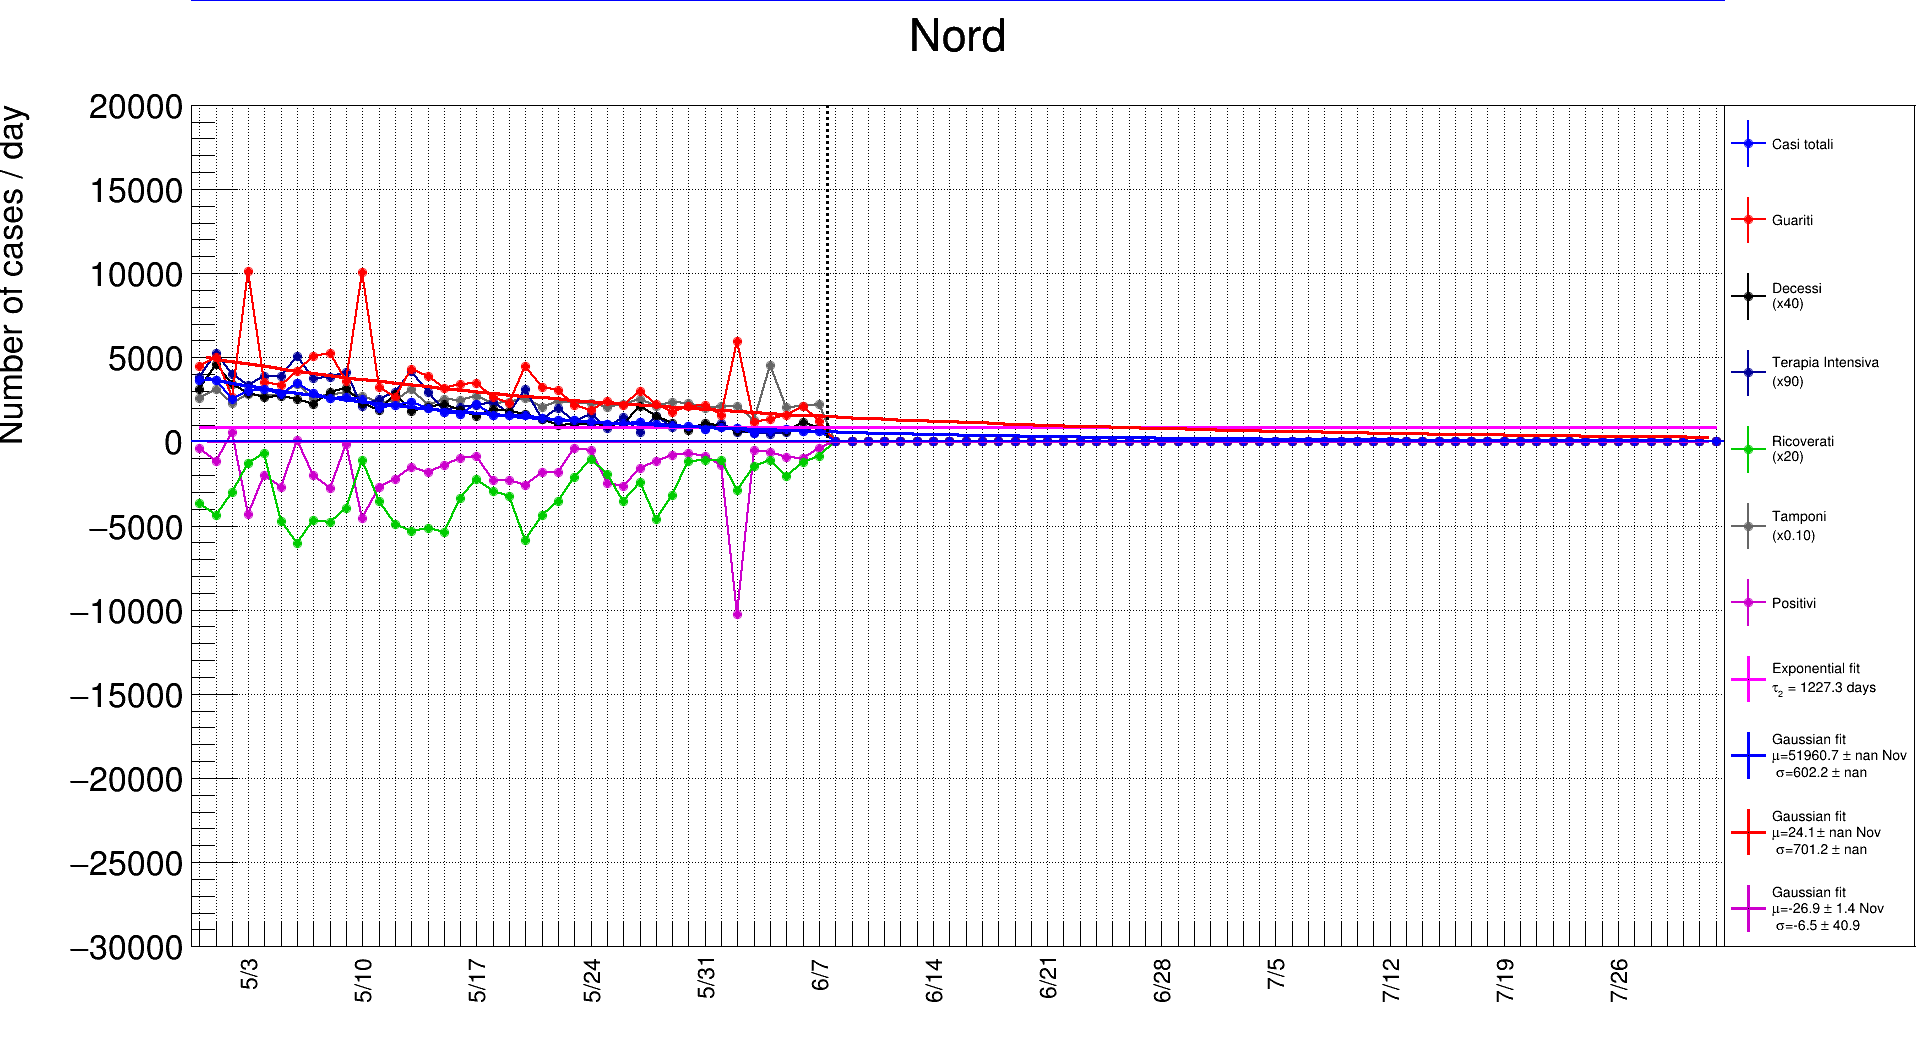 Nord
Number of cases / day
20000
15000
10000
5000
0
−5000
−10000
−15000
−20000
−25000
−30000
5/3
5/10
5/17
5/24
5/31
6/7
6/14
6/21
6/28
7/5
7/12
7/19
7/26
Casi totali
Guariti
Decessi
(x40)
Terapia Intensiva
(x90)
Ricoverati
(x20)
Tamponi
(x0.10)
Positivi
Exponential fit
τ2 = 1227.3 days
Gaussian fit
μ=51960.7 ± nan Nov
σ=602.2 ± nan
Gaussian fit
μ=24.1 ± nan Nov
σ=701.2 ± nan
Gaussian fit
μ=-26.9 ± 1.4 Nov
σ=-6.5 ± 40.9